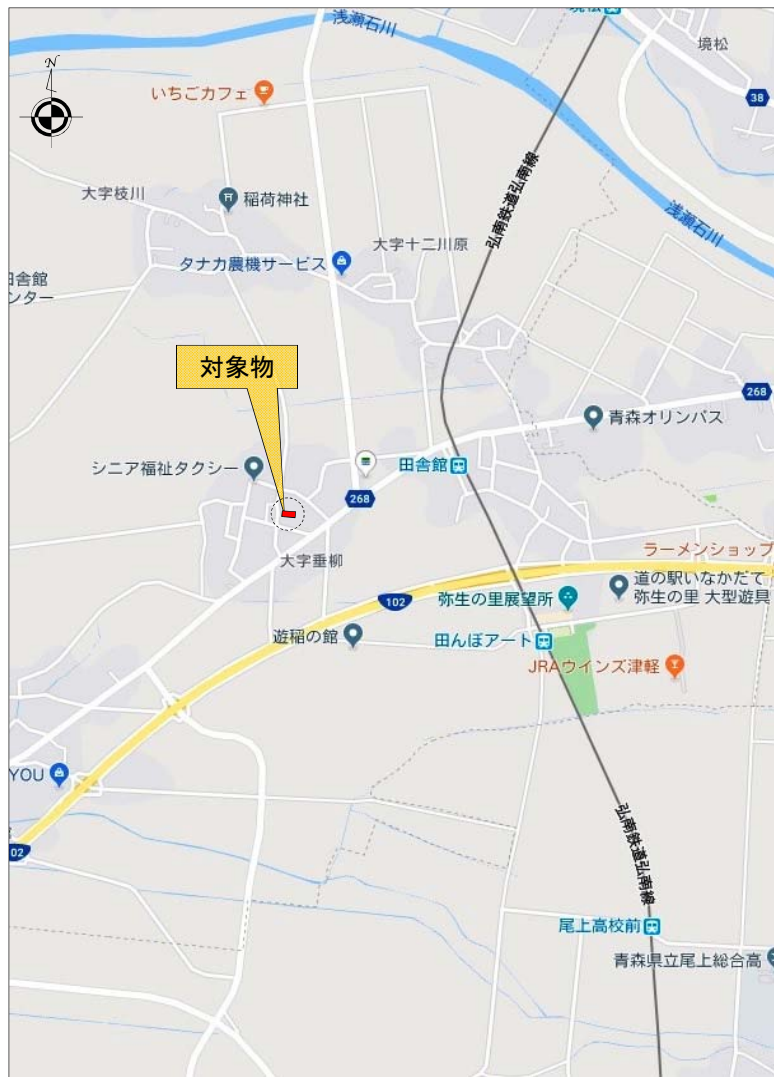 境松
浅瀬石川
境松
N
いちごカフェ
38
弘南鉄道弘南線
大字枝川
稲荷神社
浅瀬石川
大字十二川原
タナカ農機サービス
田舎館
ンター
対象物
268
青森オリンパス
シニア福祉タクシー
田舎館
268
ラーメンショップ
大字垂柳
道の駅いなかだて
弥生の里 大型遊具
102
弥生の里展望所
遊稲の館
田んぼアート
JRAウインズ津軽
YOU
弘南鉄道弘南線
02
尾上高校前
青森県立尾上総合高